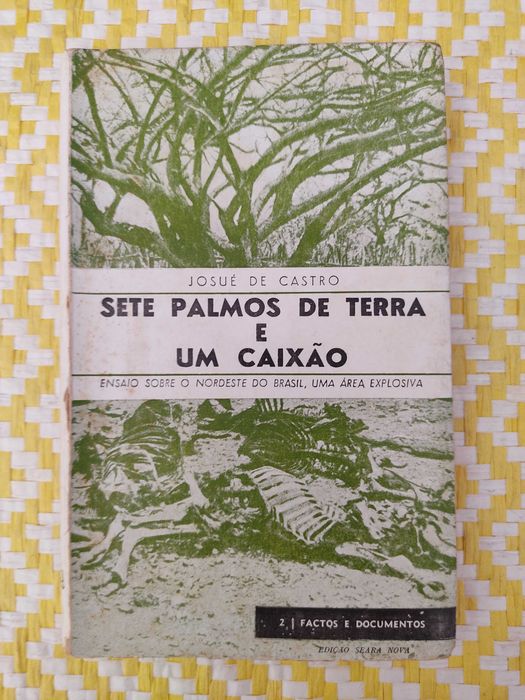 JOSUÉ DE CASTRO
SETE PALMOS DE TERRA
E
UM CAIXÃO
ENSAIO SOBRE O NORDESTE DO BRASIL, UMA ÁREA EXPLOSIVA
2 | FACTOS E DOCUMENTOS
EDIÇÃO SEARA NOVA